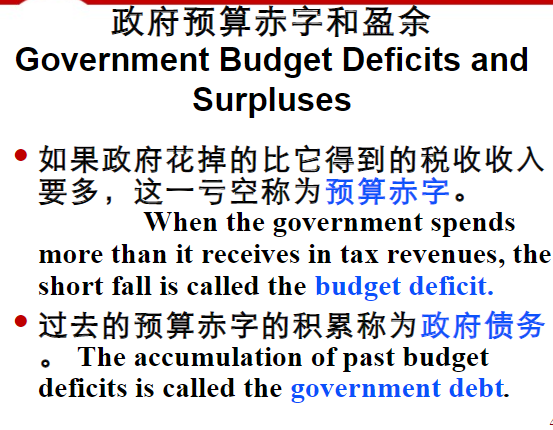 政府预算赤字和盈余
Government Budget Deficits and
Surpluses
如果政府花掉的比它得到的税收收入
要多，这一亏空称为预算赤字。
When the government spends
more than it receives in tax revenues, the
short fall is called the budget deficit.
过去的预算赤字的积累称为政府债务
。 The accumulation of past budget
deficits is called the government debt.